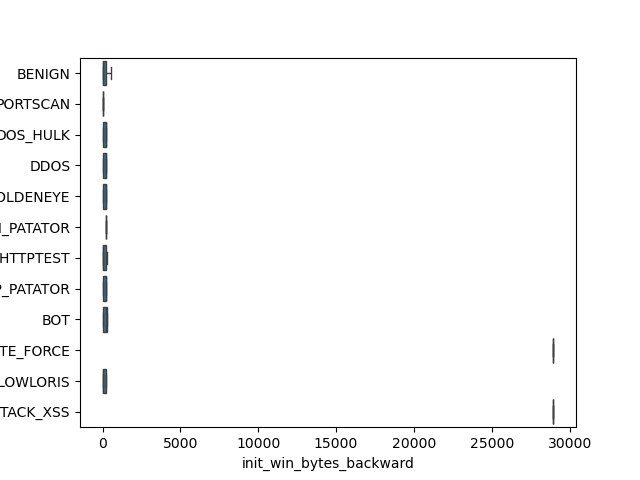 BENIGN
PORTSCAN
DOS_HULK
DDOS
OLDENEYE
_PATATOR
HTTPTEST
P_PATATOR
BOT
TE_FORCE
LOWLORIS
TACK_XSS
0 5000 10000 15000 20000 25000 30000
init_win_bytes_backward